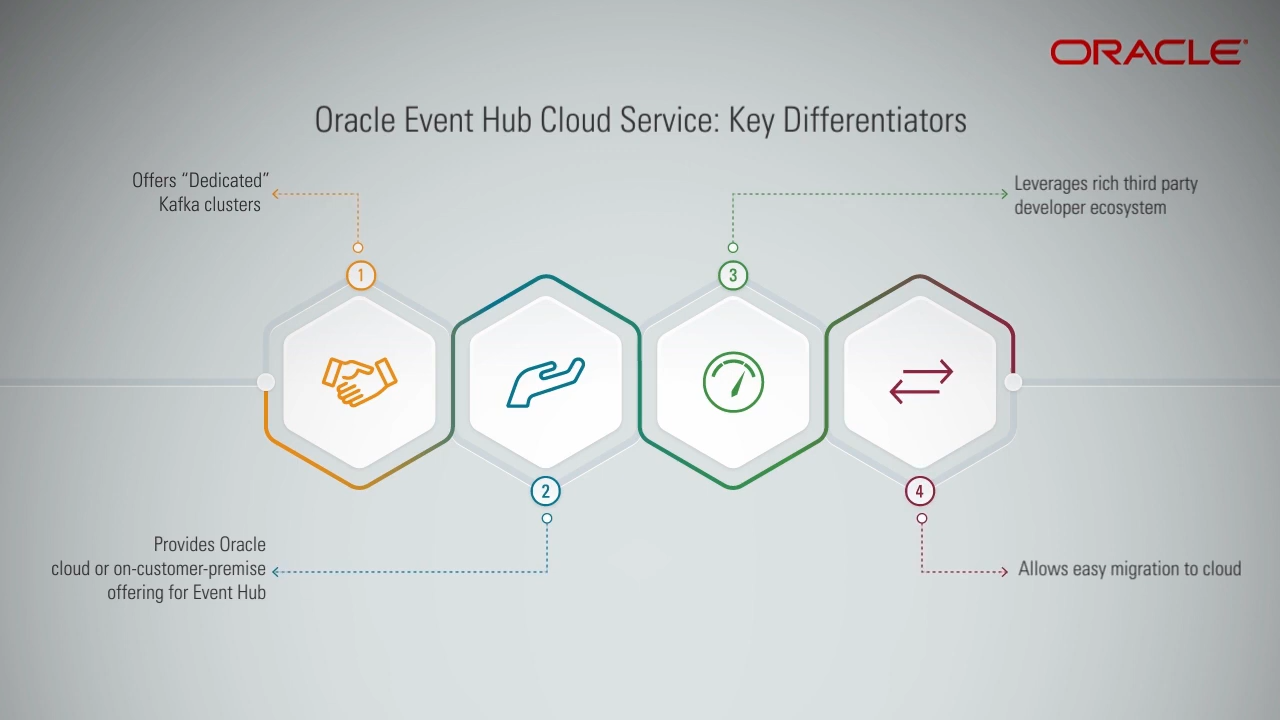 ORACLE
Oracle Event Hub Cloud Service: Key Differentiators
Offers “Dedicated”
Kafka clusters
1
Provides Oracle
cloud or on-customer-premise
offering for Event Hub
2
3
Leverages rich third party
developer ecosystem
4
Allows easy migration to cloud